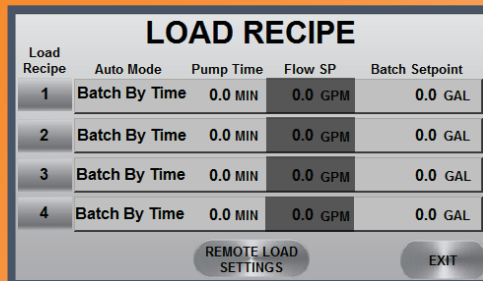 LOAD RECIPE
Load
Recipe Auto Mode Pump Time Flow SP Batch Setpoint
1 Batch By Time 0.0 MIN 0.0 GPM 0.0 GAL
2 Batch By Time 0.0 MIN 0.0 GPM 0.0 GAL
3 Batch By Time 0.0 MIN 0.0 GPM 0.0 GAL
4 Batch By Time 0.0 MIN 0.0 GPM 0.0 GAL
REMOTE LOAD
SETTINGS
EXIT